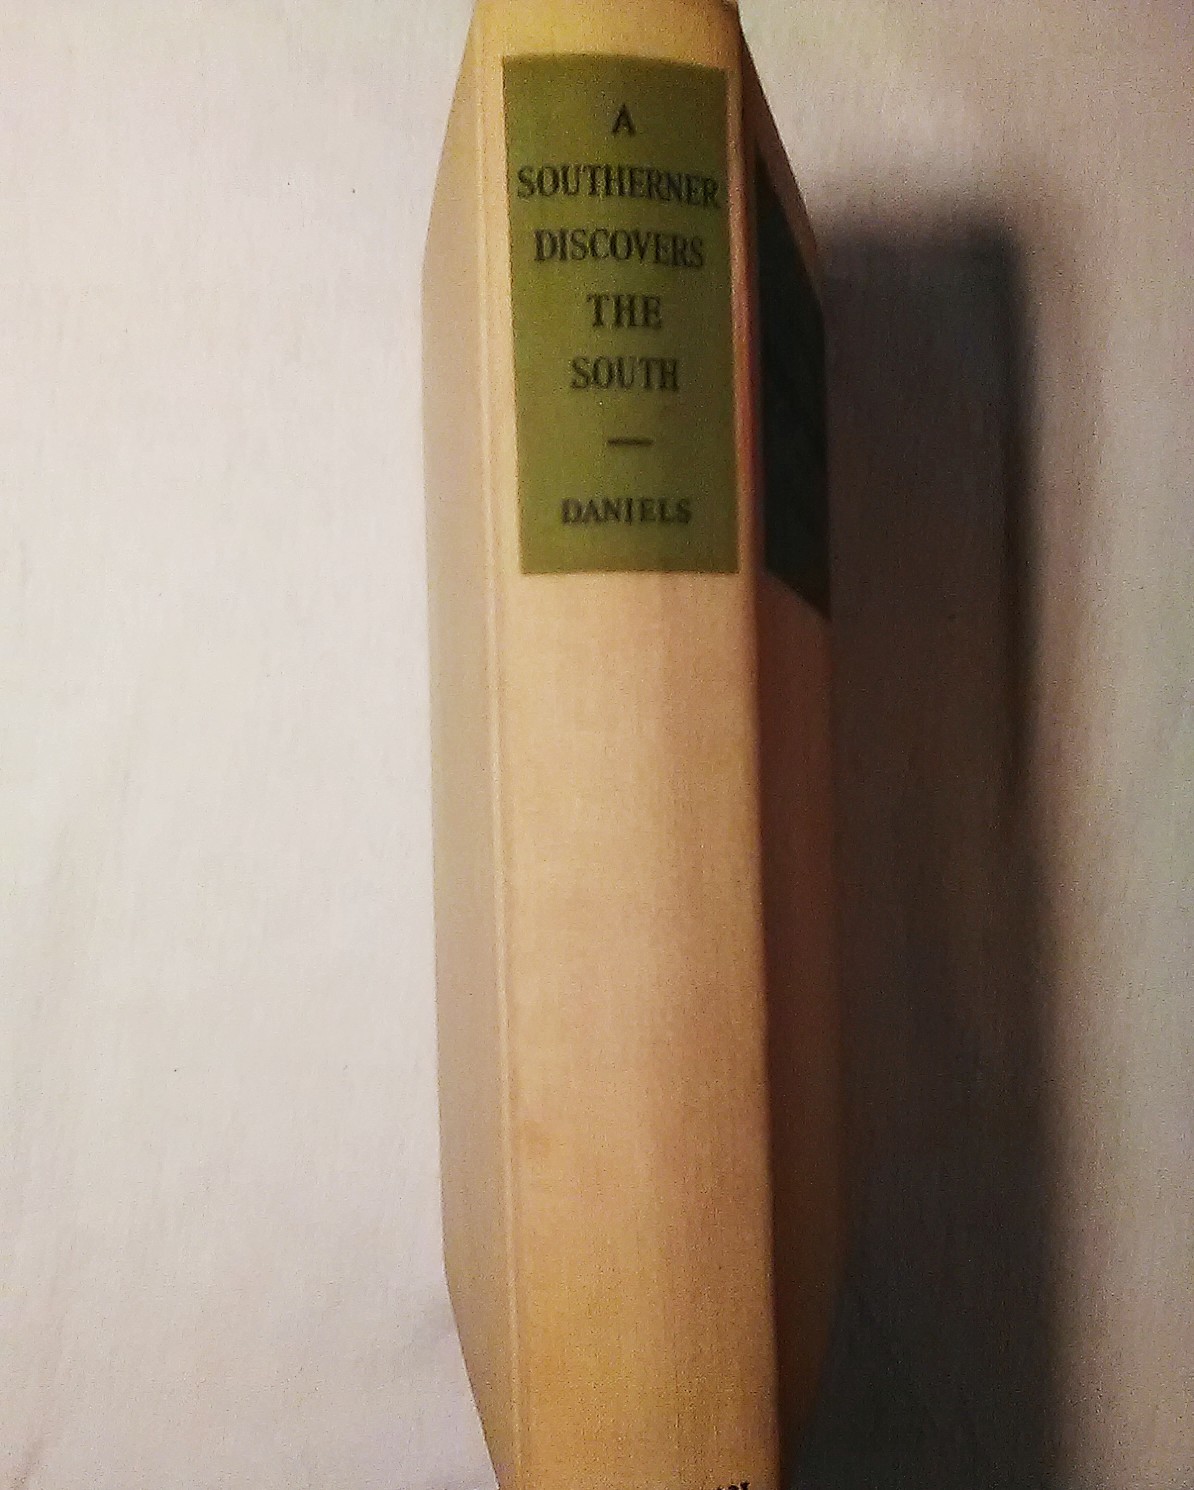 A
SOUTHERNER
DISCOVERS
THE
SOUTH
—
DANIELS